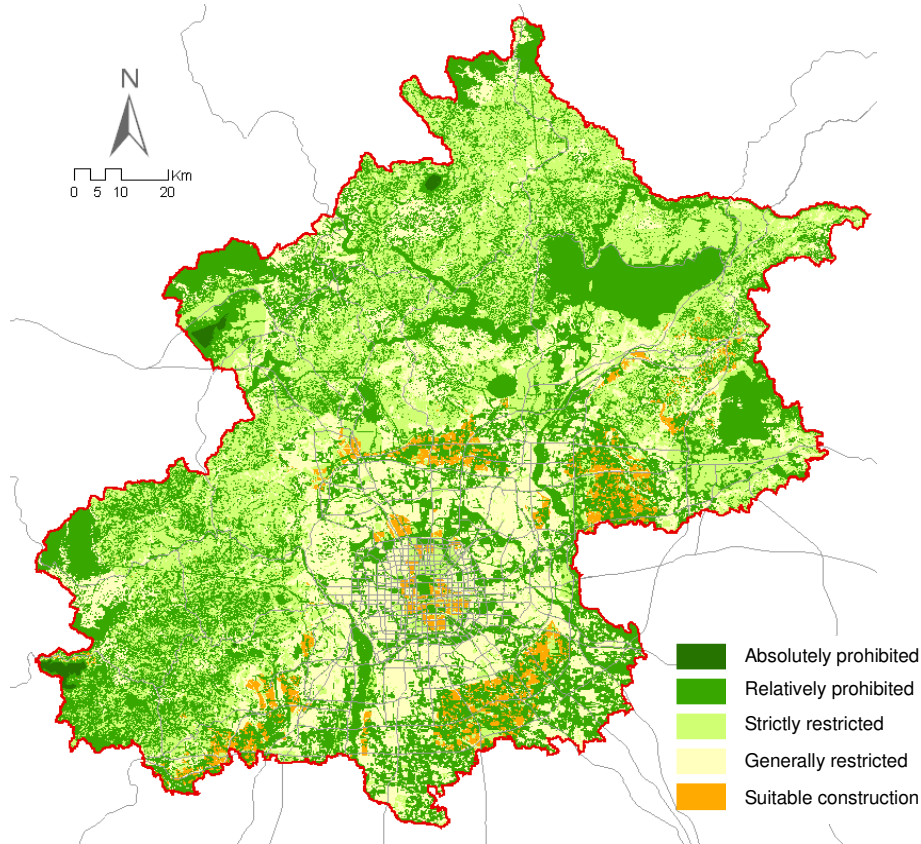 N
Km
0 5 10 20
Absolutely prohibited
Relatively prohibited
Strictly restricted
Generally restricted
Suitable construction